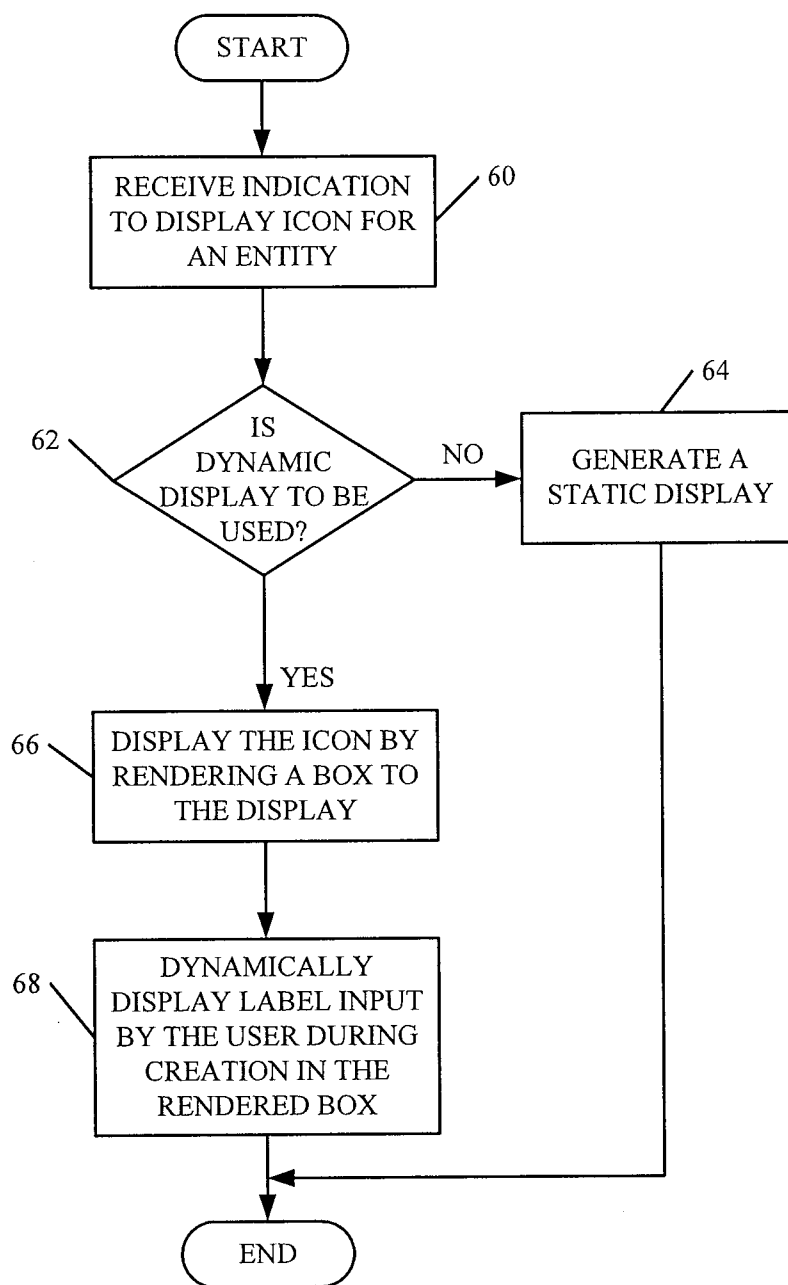 START
RECEIVE INDICATION
TO DISPLAY ICON FOR
AN ENTITY
60
62
IS
DYNAMIC
DISPLAY TO BE
USED?
NO
64
GENERATE A
STATIC DISPLAY
YES
66
DISPLAY THE ICON BY
RENDERING A BOX TO
THE DISPLAY
68
DYNAMICALLY
DISPLAY LABEL INPUT
BY THE USER DURING
CREATION IN THE
RENDERED BOX
END